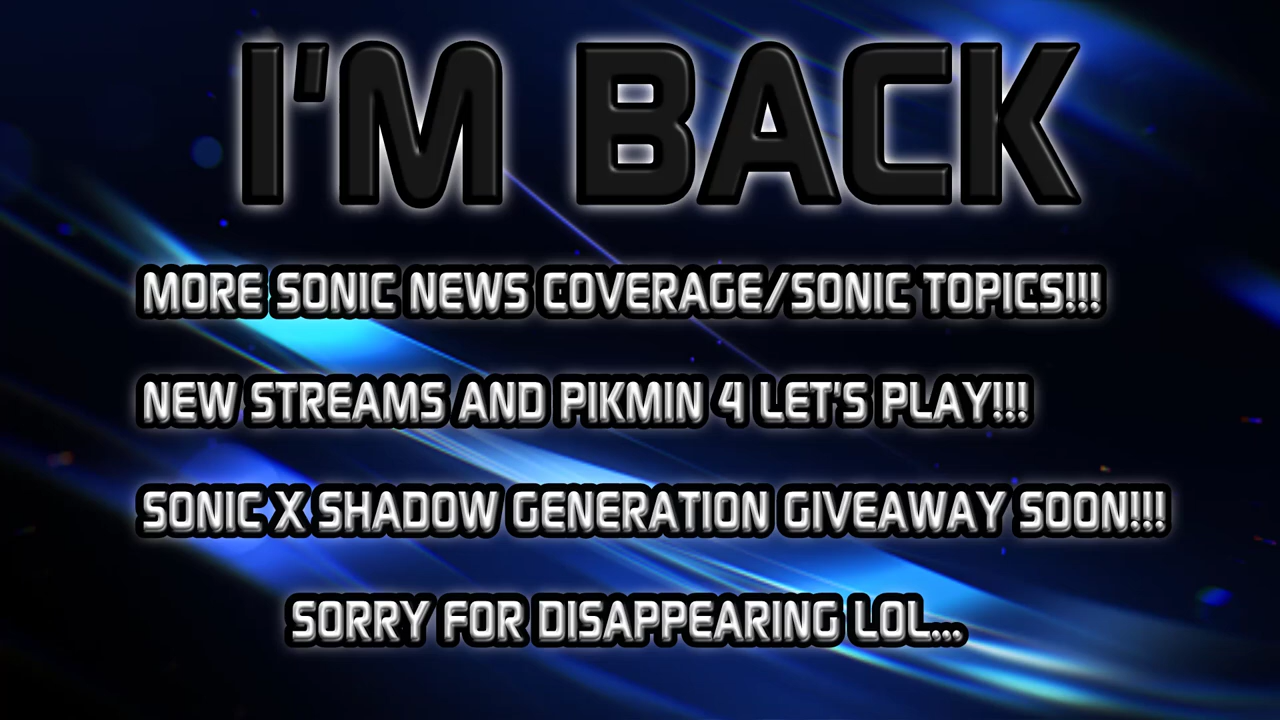 I'M BACK
MORE SONIC NEWS COVERAGE/SONIC TOPICS!!!
NEW STREAMS AND PIKMIN 4 LET'S PLAY!!!
SONIC X SHADOW GENERATION GIVEAWAY SOON!!!
SORRY FOR DISAPPEARING LOL...